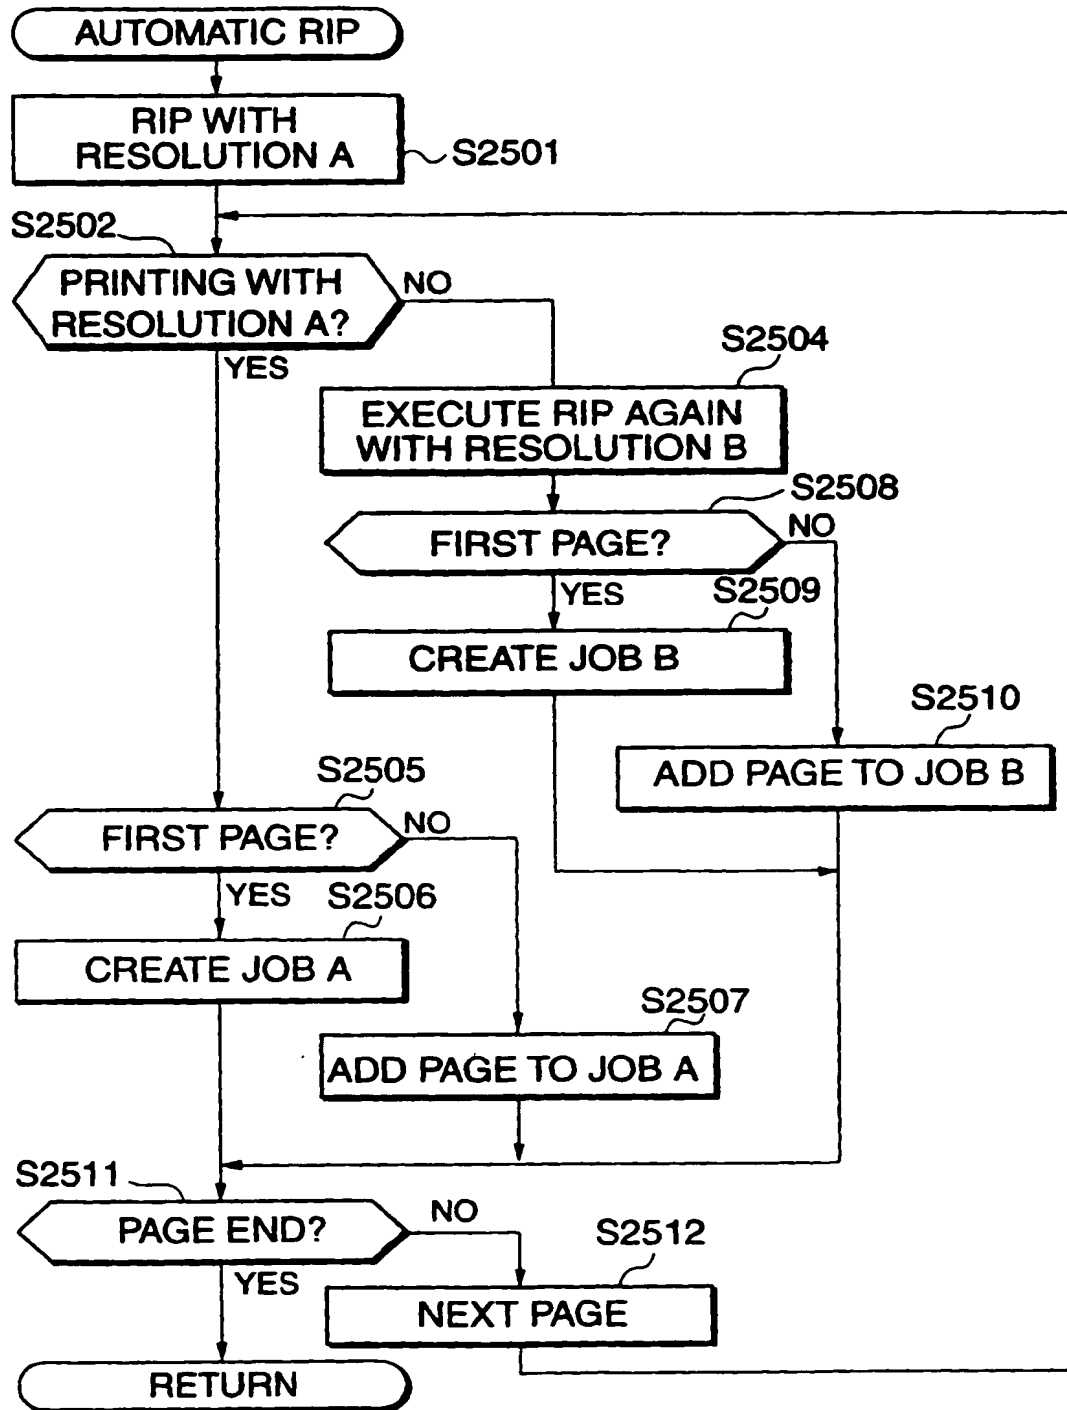 AUTOMATIC RIP
RIP WITH
RESOLUTION A
S2501
S2502
PRINTING WITH
RESOLUTION A?
NO
YES
S2504
EXECUTE RIP AGAIN
WITH RESOLUTION B
S2508
FIRST PAGE?
NO
YES
S2509
CREATE JOB B
S2510
ADD PAGE TO JOB B
S2505
FIRST PAGE?
NO
YES
S2506
CREATE JOB A
S2507
ADD PAGE TO JOB A
S2511
PAGE END?
NO
YES
S2512
NEXT PAGE
RETURN